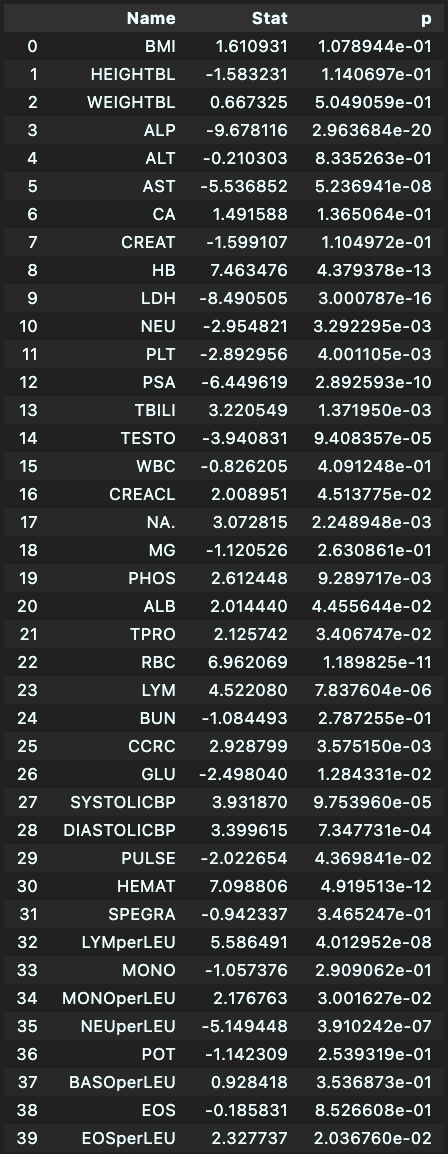 Name Stat p
0 BMI 1.610931 1.078944e-01
1 HEIGHTBL -1.583231 1.140697e-01
2 WEIGHTBL 0.667325 5.049059e-01
3 ALP -9.678116 2.963684e-20
4 ALT -0.210303 8.335263e-01
5 AST -5.536852 5.236941e-08
6 CA 1.491588 1.365064e-01
7 CREAT -1.599107 1.104972e-01
8 HB 7.463476 4.379378e-13
9 LDH -8.490505 3.000787e-16
10 NEU -2.954821 3.292295e-03
11 PLT -2.892956 4.001105e-03
12 PSA -6.449619 2.892593e-10
13 TBILI 3.220549 1.371950e-03
14 TESTO -3.940831 9.408357e-05
15 WBC -0.826205 4.091248e-01
16 CREACL 2.008951 4.513775e-02
17 NA. 3.072815 2.248948e-03
18 MG -1.120526 2.630861e-01
19 PHOS 2.612448 9.289717e-03
20 ALB 2.014440 4.455644e-02
21 TPRO 2.125742 3.406747e-02
22 RBC 6.962069 1.189825e-11
23 LYM 4.522080 7.837604e-06
24 BUN -1.084493 2.787255e-01
25 CCRC 2.928799 3.575150e-03
26 GLU -2.498040 1.284331e-02
27 SYSTOLICBP 3.931870 9.753960e-05
28 DIASTOLICBP 3.399615 7.347731e-04
29 PULSE -2.022654 4.369841e-02
30 HEMAT 7.098806 4.919513e-12
31 SPEGRA -0.942337 3.465247e-01
32 LYMperLEU 5.586491 4.012952e-08
33 MONO -1.057376 2.909062e-01
34 MONOperLEU 2.176763 3.001627e-02
35 NEUperLEU -5.149448 3.910242e-07
36 POT -1.142309 2.539319e-01
37 BASOperLEU 0.928418 3.536873e-01
38 EOS -0.185831 8.526608e-01
39 EOSperLEU 2.327737 2.036760e-02